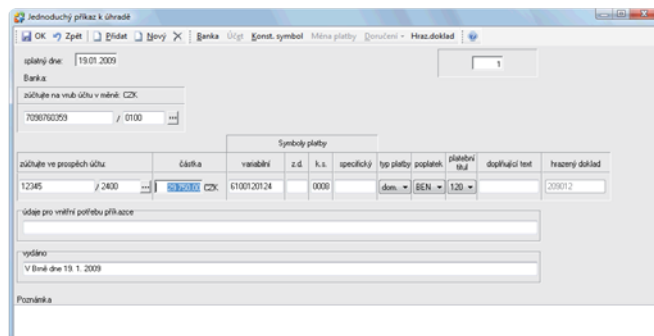 Jednoduchý příkaz k úhradě
OK Zpět Přidat Nový Banka Účet Konst. symbol Měna platby Doručení Hraz.doklad
splatný dne: 19.01.2009 1
Banka:
zúčtujte na vrub účtu v měně: CZK
7098760359 / 0100 ...
Symboly platby
zúčtujte ve prospěch účtu: částka variabilní z.d. k.s. specifický typ platby poplatek platební titul doplňující text hrazený doklad
12345 / 2400 ... 29.750,00 CZK 6100120124 0008 dom. BEN 120 209012
údaje pro vnitřní potřebu příkazce
vydáno
V Brně dne 19. 1. 2009
Poznámka